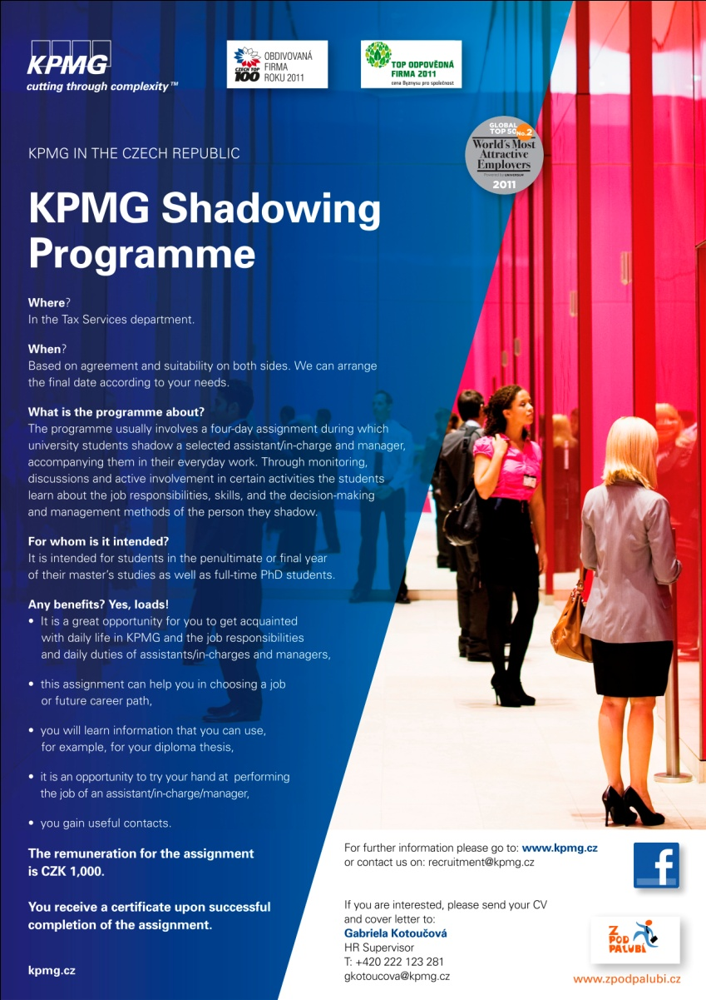 KPMG
cutting through complexity™
CZECH TOP
100
OBDIVOVANÁ
FIRMA
ROKU 2011
TOP ODPOVĚDNÁ
FIRMA 2011
cena Byznysu pro společnost
GLOBAL
TOP 50 No.2
World's Most
Attractive
Employers
Powered by UNIVERSUM
2011
KPMG IN THE CZECH REPUBLIC
KPMG Shadowing
Programme
Where?
In the Tax Services department.
When?
Based on agreement and suitability on both sides. We can arrange
the final date according to your needs.
What is the programme about?
The programme usually involves a four-day assignment during which
university students shadow a selected assistant/in-charge and manager,
accompanying them in their everyday work. Through monitoring,
discussions and active involvement in certain activities the students
learn about the job responsibilities, skills, and the decision-making
and management methods of the person they shadow.
For whom is it intended?
It is intended for students in the penultimate or final year
of their master's studies as well as full-time PhD students.
Any benefits? Yes, loads!
• It is a great opportunity for you to get acquainted
with daily life in KPMG and the job responsibilities
and daily duties of assistants/in-charges and managers,
• this assignment can help you in choosing a job
or future career path,
• you will learn information that you can use,
for example, for your diploma thesis,
• it is an opportunity to try your hand at performing
the job of an assistant/in-charge/manager,
• you gain useful contacts.
The remuneration for the assignment
is CZK 1,000.
You receive a certificate upon successful
completion of the assignment.
kpmg.cz
For further information please go to: www.kpmg.cz
or contact us on: recruitment@kpmg.cz
f
If you are interested, please send your CV
and cover letter to:
Gabriela Kotoučová
HR Supervisor
T: +420 222 123 281
gkotoucova@kpmg.cz
Z
POD
PALUBÍ
www.zpodpalubi.cz